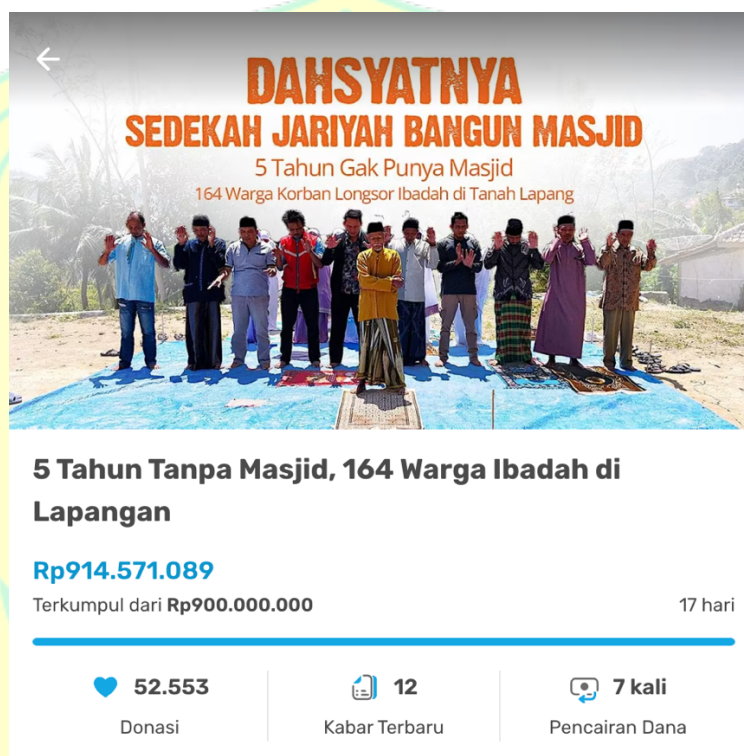 DAHSYATNYA
SEDEKAH JARIYAH BANGUN MASJID
5 Tahun Gak Punya Masjid
164 Warga Korban Longsor Ibadah di Tanah Lapang
5 Tahun Tanpa Masjid, 164 Warga Ibadah di
Lapangan
Rp914.571.089
Terkumpul dari Rp900.000.000 17 hari
52.553 12 7 kali
Donasi Kabar Terbaru Pencairan Dana